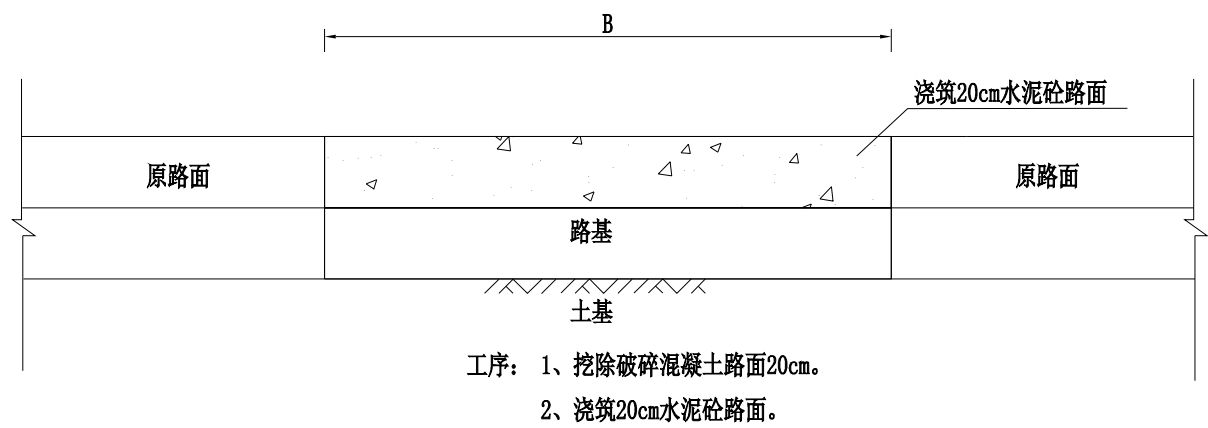 B
浇筑20cm水泥砼路面
原路面
原路面
路基
土基
工序： 1、挖除破碎混凝土路面20cm。
2、浇筑20cm水泥砼路面。